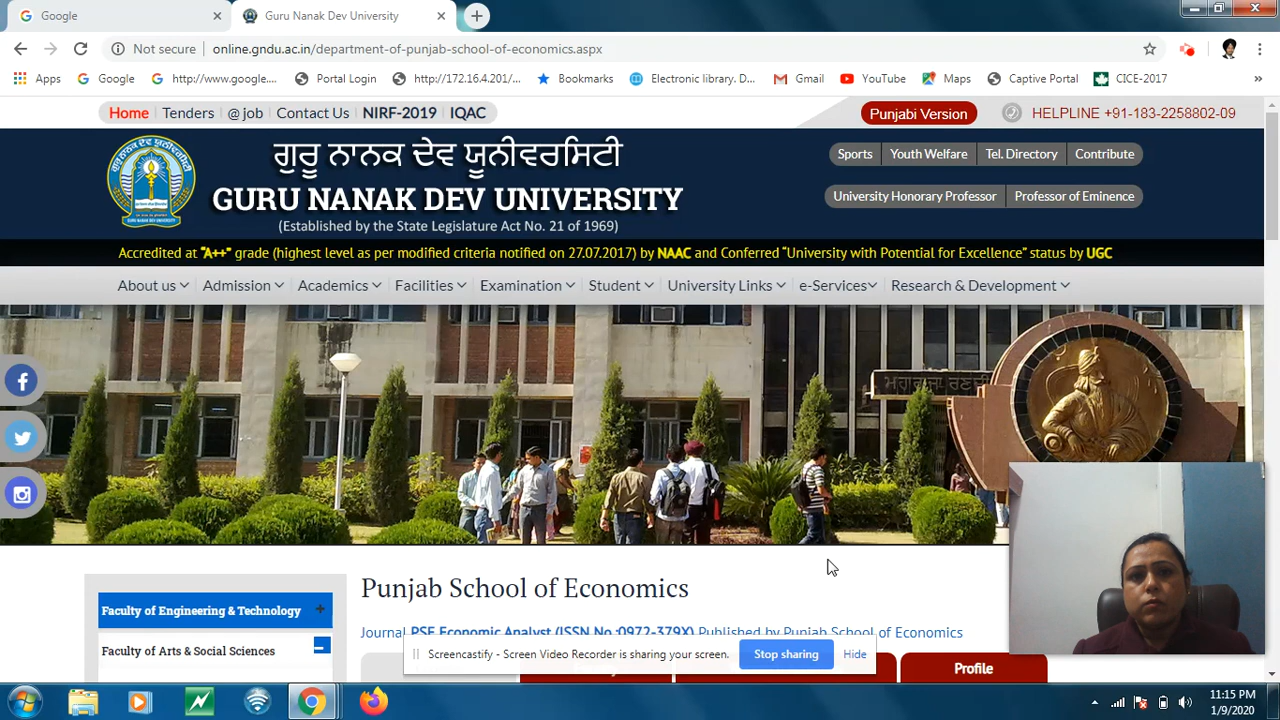 Google
Guru Nanak Dev University
Not secure
online.gndu.ac.in/department-of-punjab-school-of-economics.aspx
Apps
Google
http://www.google....
Portal Login
http://172.16.4.201/...
Bookmarks
Electronic library. D...
Gmail
YouTube
Maps
Captive Portal
CICE-2017
Home
Tenders
@ job
Contact Us
NIRF-2019
IQAC
Punjabi Version
HELPLINE +91-183-2258802-09
ਗੁਰੂ ਨਾਨਕ ਦੇਵ ਯੂਨੀਵਰਸਿਟੀ
GURU NANAK DEV UNIVERSITY
(Established by the State Legislature Act No. 21 of 1969)
Sports
Youth Welfare
Tel. Directory
Contribute
University Honorary Professor
Professor of Eminence
Accredited at "A++" grade (highest level as per modified criteria notified on 27.07.2017) by NAAC and Conferred "University with Potential for Excellence" status by UGC
About us
Admission
Academics
Facilities
Examination
Student
University Links
e-Services
Research & Development
Punjab School of Economics
Faculty of Engineering & Technology
Faculty of Arts & Social Sciences
Journal PSE Economic Analyst (ISSN No :0972-379X) Published by Punjab School of Economics
Screencastify - Screen Video Recorder is sharing your screen.
Stop sharing
Hide
Profile
11:15 PM
1/9/2020